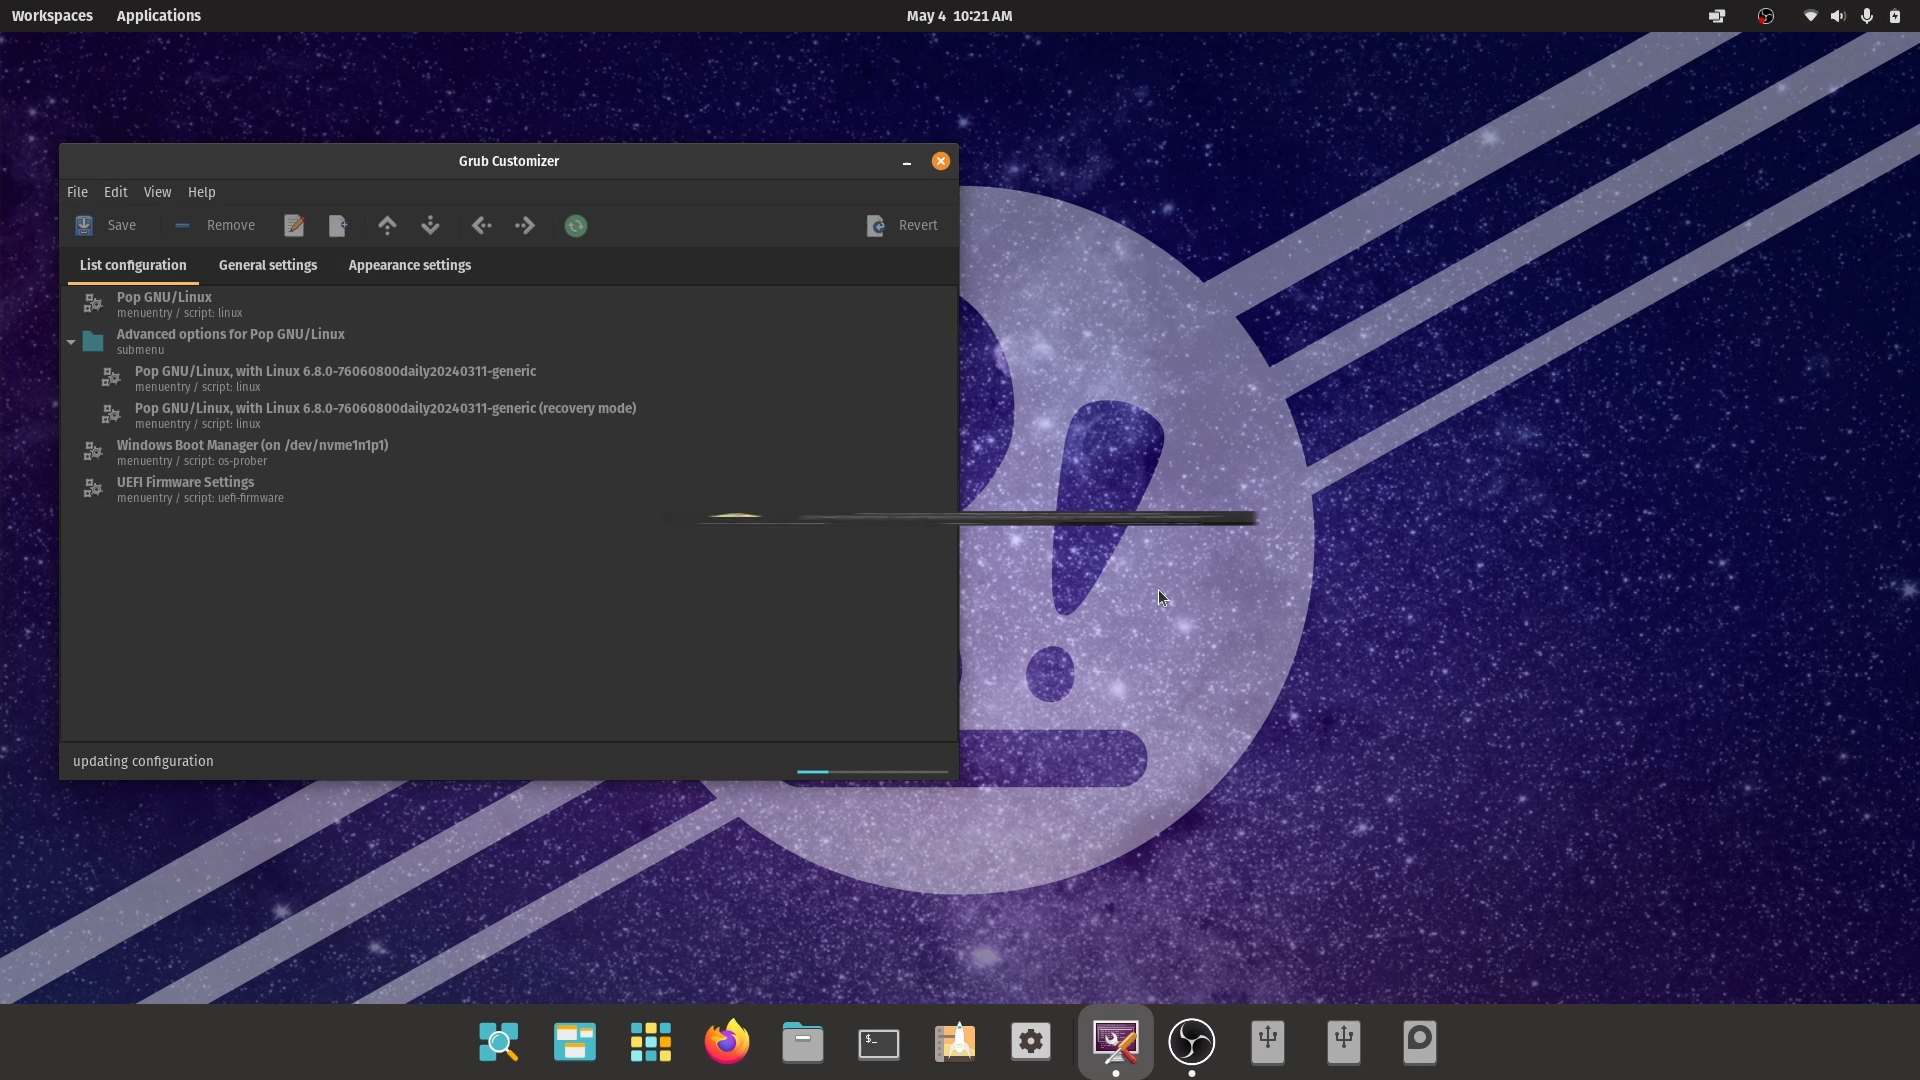 Workspaces
Applications
May 4 10:21 AM
Grub Customizer
File
Edit
View
Help
Save
Remove
Revert
List configuration
General settings
Appearance settings
Pop GNU/Linux
menuentry / script: linux
Advanced options for Pop GNU/Linux
submenu
Pop GNU/Linux, with Linux 6.8.0-76060800daily20240311-generic
menuentry / script: linux
Pop GNU/Linux, with Linux 6.8.0-76060800daily20240311-generic (recovery mode)
menuentry / script: linux
Windows Boot Manager (on /dev/nvme1n1p1)
menuentry / script: os-prober
UEFI Firmware Settings
menuentry / script: uefi-firmware
updating configuration
$_